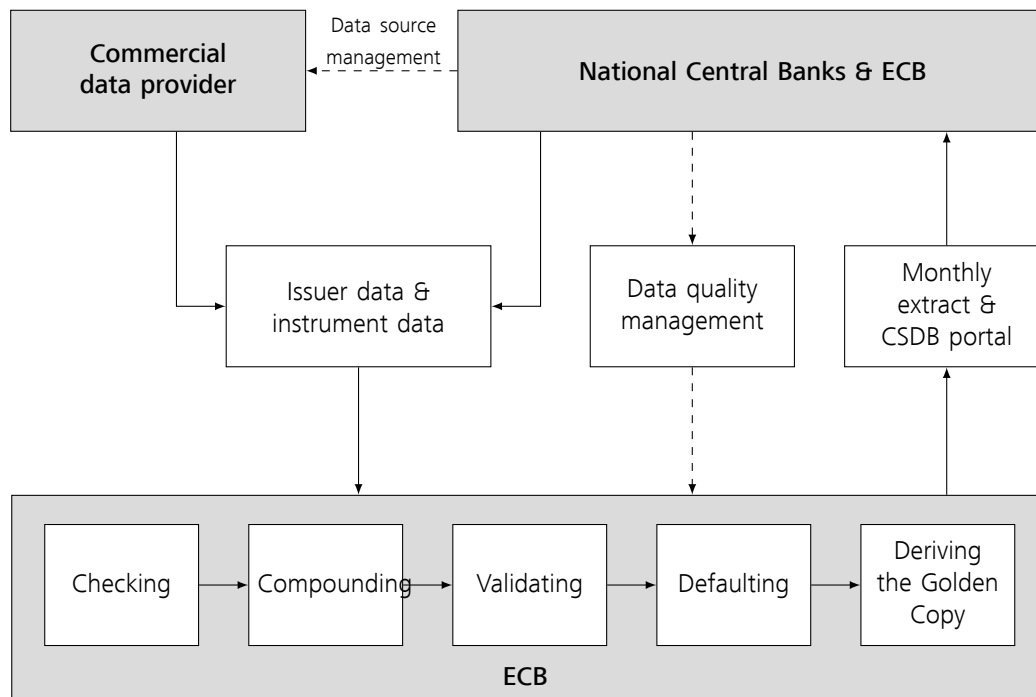 Commercial
data provider
Data source
management
National Central Banks & ECB
Issuer data &
instrument data
Data quality
management
Monthly
extract &
CSDB portal
Checking
Compounding
Validating
Defaulting
Deriving
the Golden
Copy
ECB